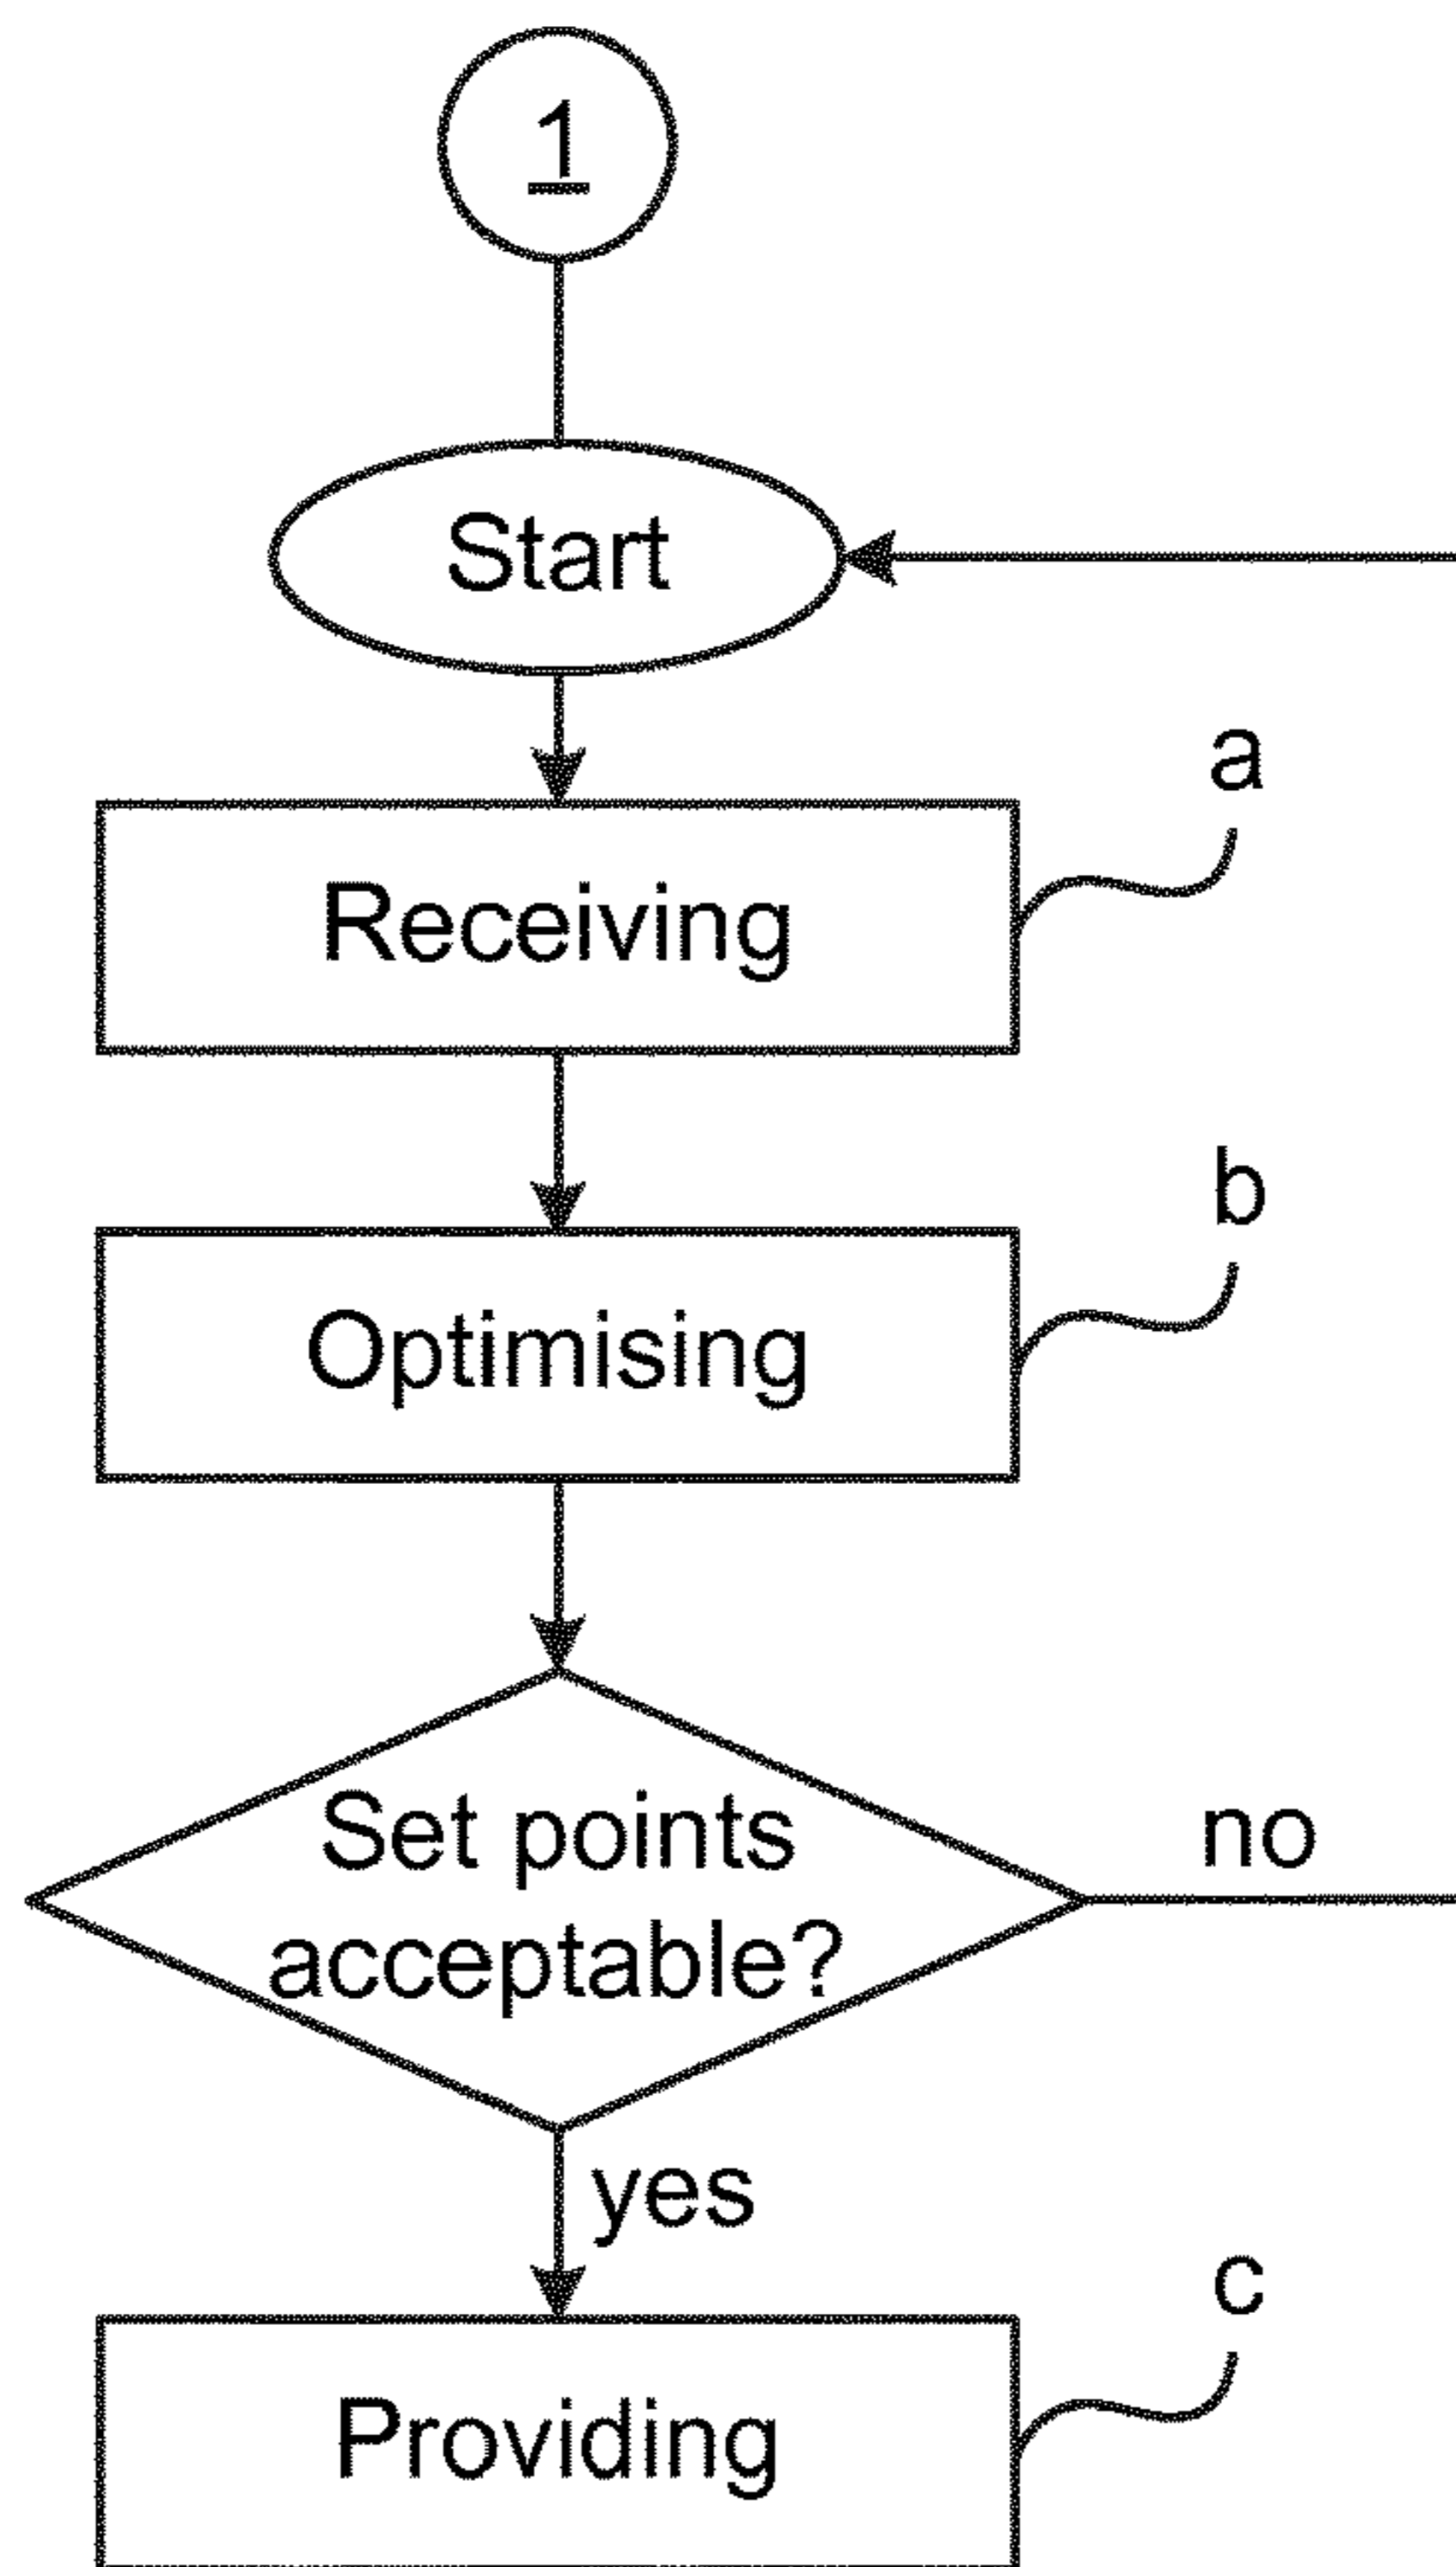 1
Start
a
Receiving
b
Optimising
Set points
acceptable?
no
yes
c
Providing